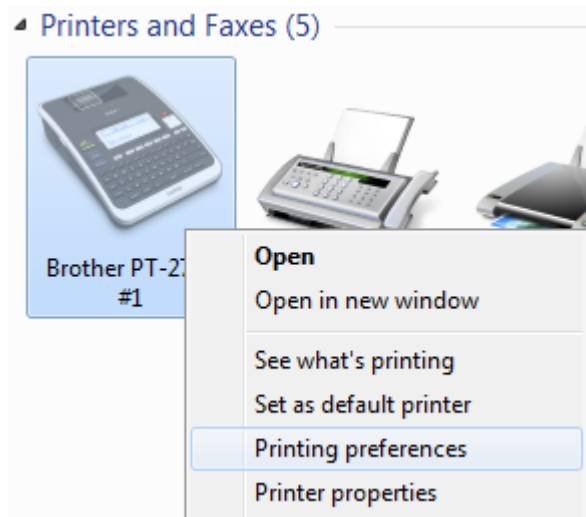 Printers and Faxes (5)
Brother PT-27
#1
Open
Open in new window
See what's printing
Set as default printer
Printing preferences
Printer properties